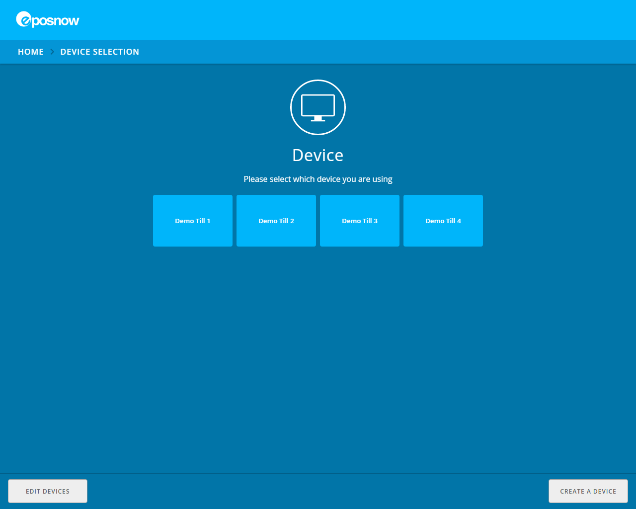 eposnow
HOME > DEVICE SELECTION
Device
Please select which device you are using
Demo Till 1 Demo Till 2 Demo Till 3 Demo Till 4
EDIT DEVICES CREATE A DEVICE